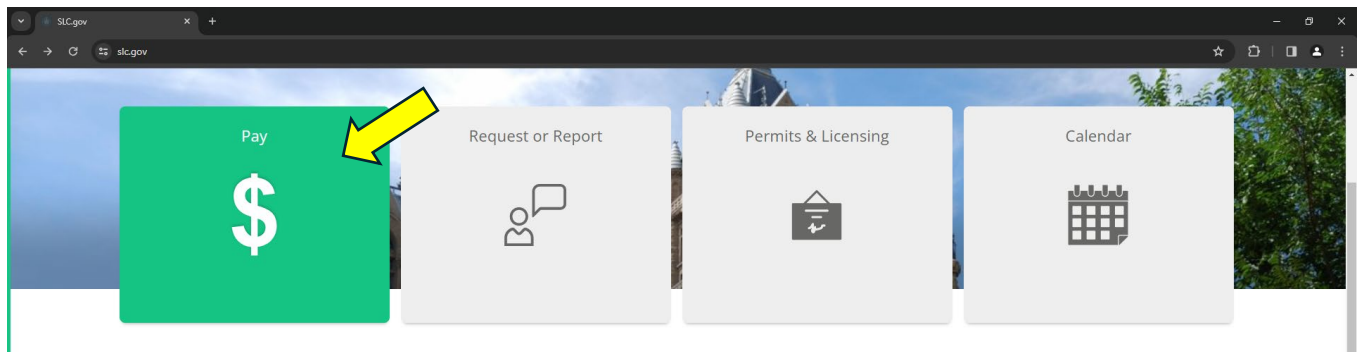 SLC.gov
slc.gov
Pay
Request or Report
Permits & Licensing
Calendar
$